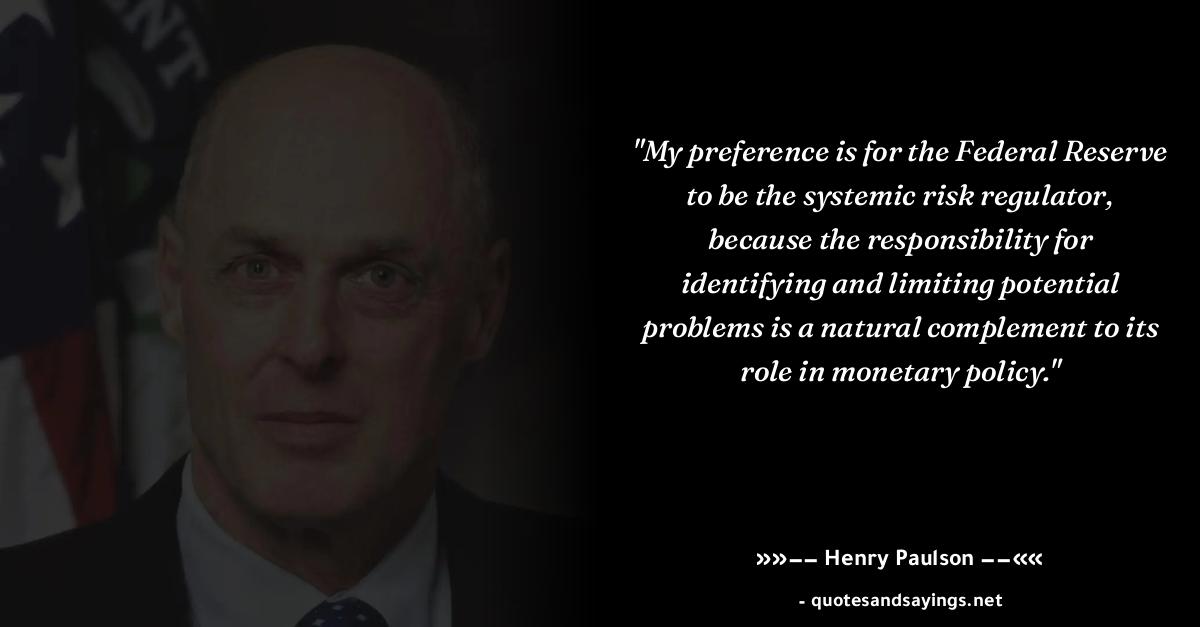 NT
"My preference is for the Federal Reserve
to be the systemic risk regulator,
because the responsibility for
identifying and limiting potential
problems is a natural complement to its
role in monetary policy."
»»−− Henry Paulson −−««
- quotesandsayings.net